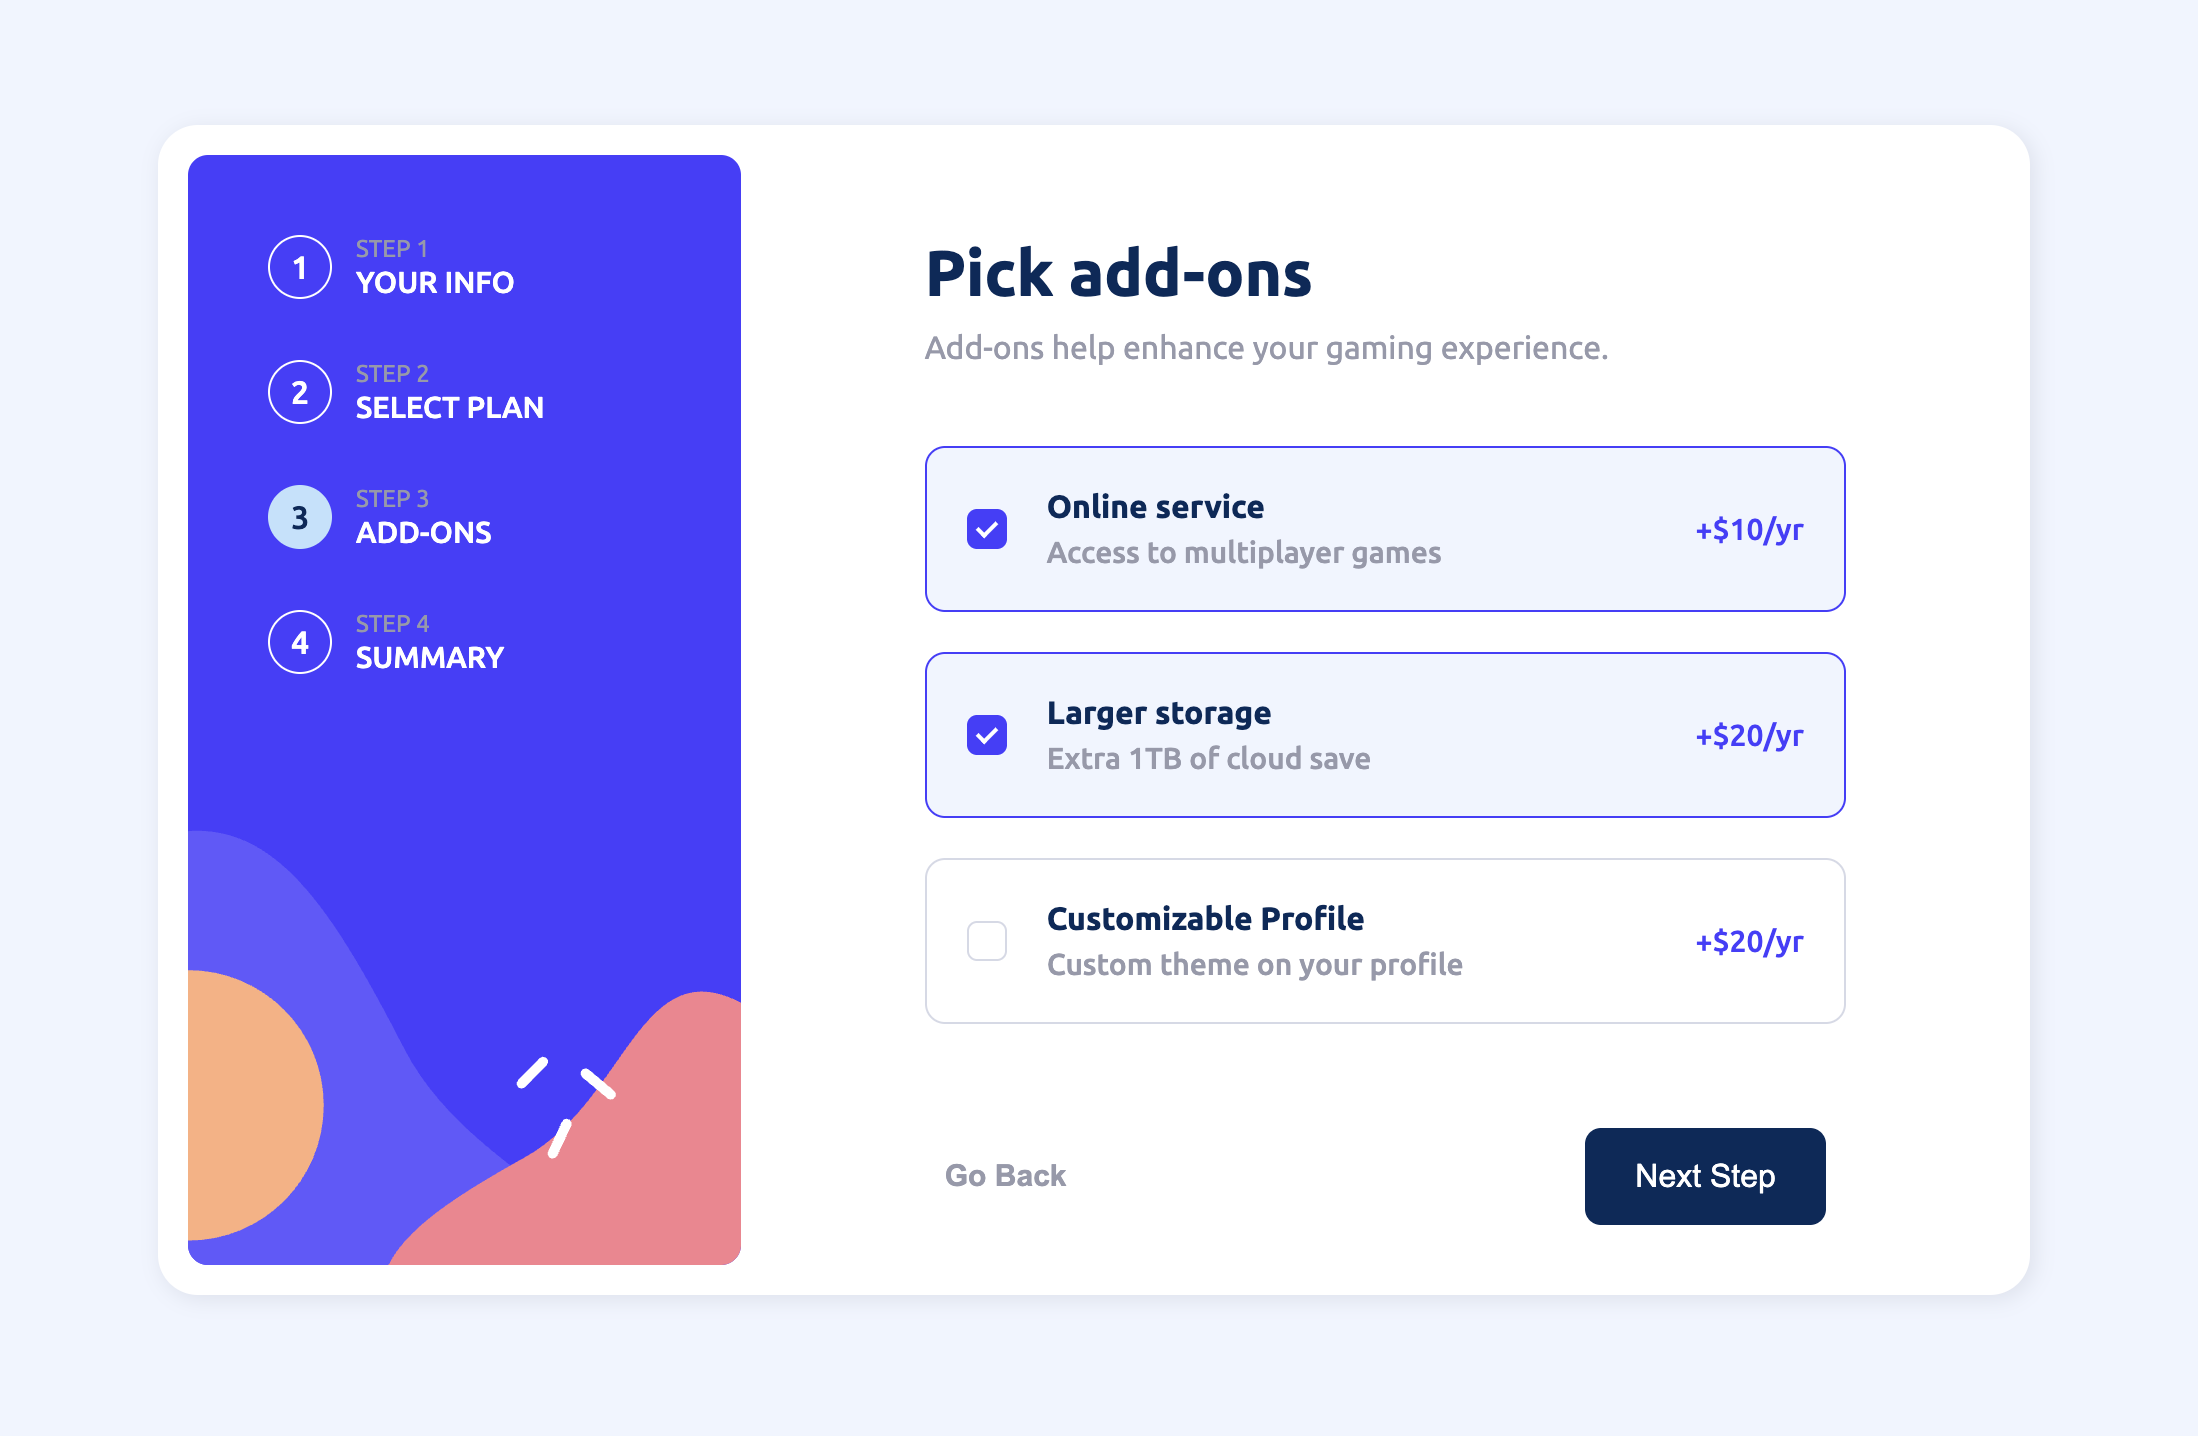 1
STEP 1
YOUR INFO
2
STEP 2
SELECT PLAN
3
STEP 3
ADD-ONS
4
STEP 4
SUMMARY
Pick add-ons
Add-ons help enhance your gaming experience.
Online service
Access to multiplayer games
+$10/yr
Larger storage
Extra 1TB of cloud save
+$20/yr
Customizable Profile
Custom theme on your profile
+$20/yr
Go Back
Next Step